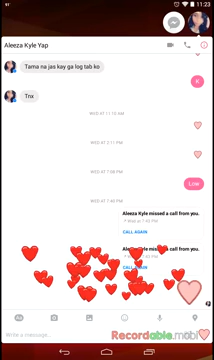 11:23
Aleeza Kyle Yap
Tama na jas kay ga log tab ko
K
Tnx
WED AT 11:10 AM
WED AT 2:11 PM
WED AT 7:08 PM
Low
WED AT 7:40 PM
Aleeza Kyle missed a call from you.
CALL AGAIN
Aleeza Kyle missed a call from you.
CALL AGAIN
Aa
Write a message...
Recordable.mobi